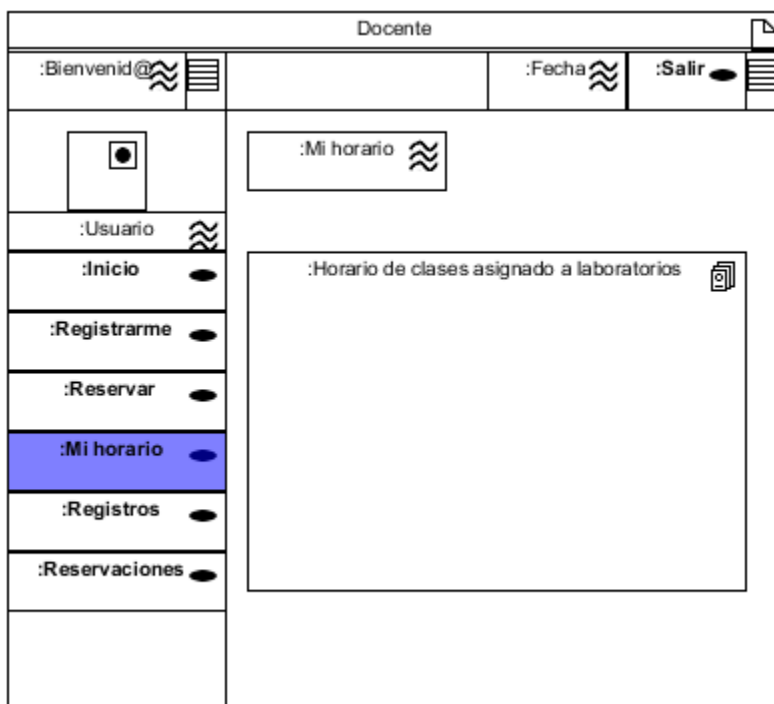 Docente
:Bienvenid@
:Fecha
:Salir
:Mi horario
:Usuario
:Inicio
:Horario de clases asignado a laboratorios
:Registrarme
:Reservar
:Mi horario
:Registros
:Reservaciones